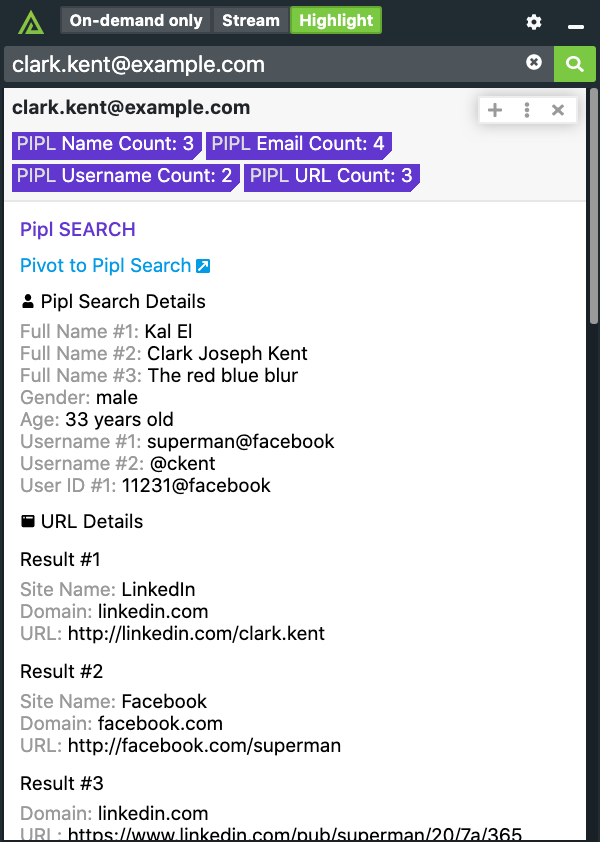 On-demand only Stream Highlight
clark.kent@example.com
clark.kent@example.com
PIPL Name Count: 3 PIPL Email Count: 4
PIPL Username Count: 2 PIPL URL Count: 3
Pipl SEARCH
Pivot to Pipl Search
Pipl Search Details
Full Name #1: Kal El
Full Name #2: Clark Joseph Kent
Full Name #3: The red blue blur
Gender: male
Age: 33 years old
Username #1: superman@facebook
Username #2: @ckent
User ID #1: 11231@facebook
URL Details
Result #1
Site Name: LinkedIn
Domain: linkedin.com
URL: http://linkedin.com/clark.kent
Result #2
Site Name: Facebook
Domain: facebook.com
URL: http://facebook.com/superman
Result #3
Domain: linkedin.com
URL: https://www.linkedin.com/pub/superman/20/7a/365